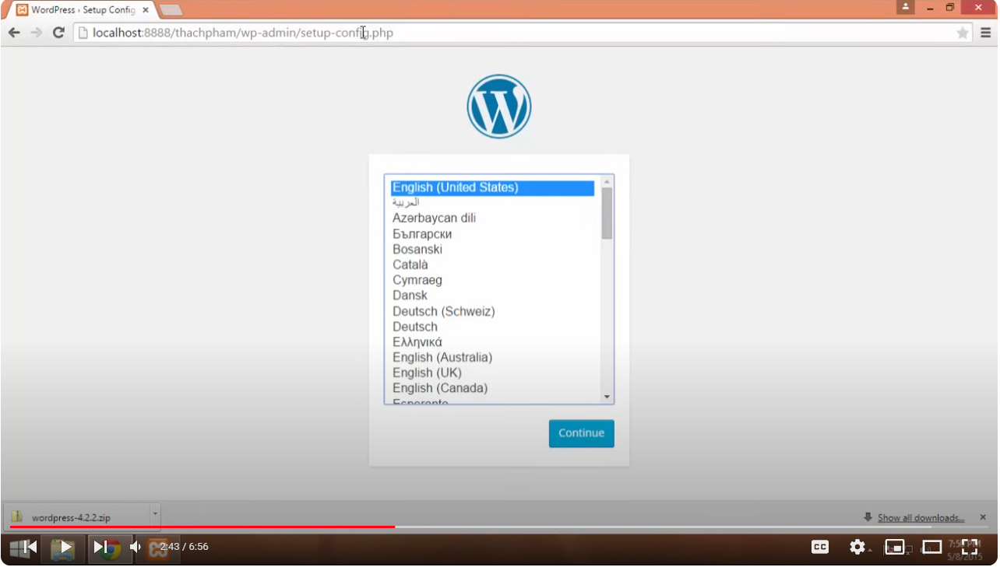 WordPress › Setup Config
localhost:8888/thachpham/wp-admin/setup-config.php
English (United States)
العربية
Azərbaycan dili
Български
Bosanski
Català
Cymraeg
Dansk
Deutsch (Schweiz)
Deutsch
Ελληνικά
English (Australia)
English (UK)
English (Canada)
Esperanto
Continue
wordpress-4.2.2.zip
Show all downloads...
2:43 / 6:56
CC
5/8/2015